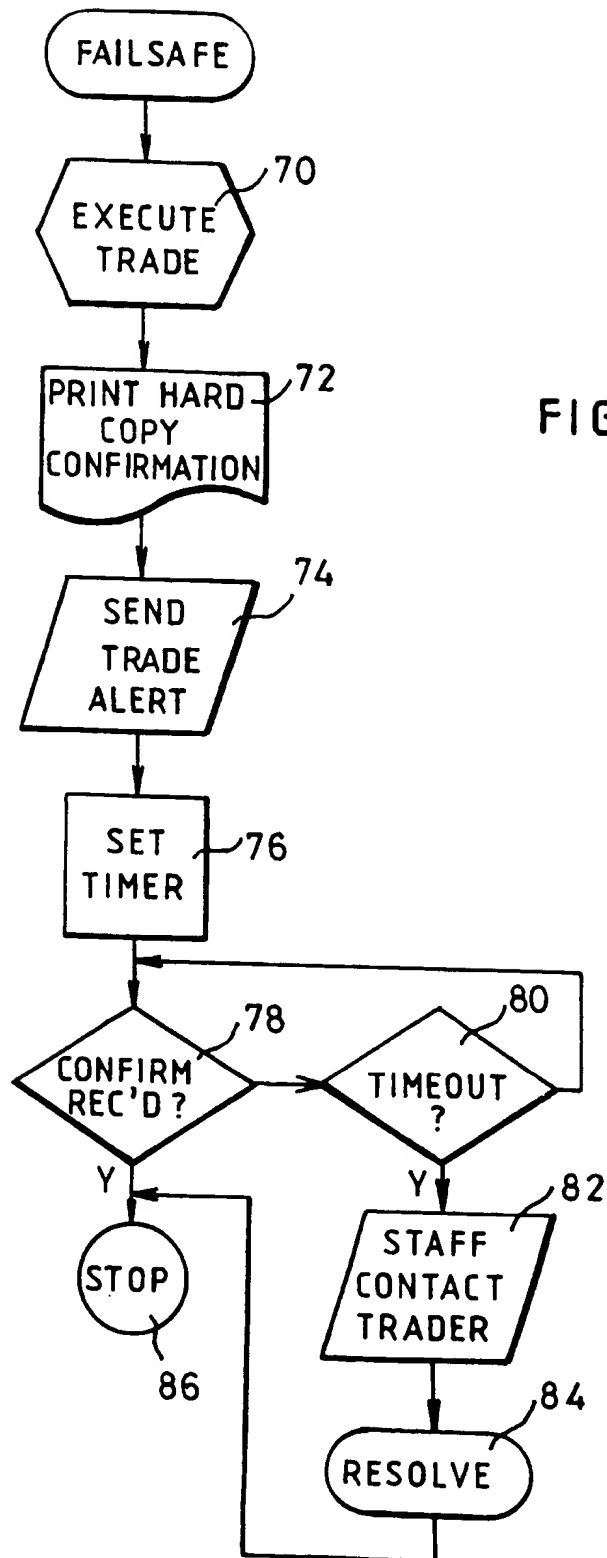 FAILSAFE
70
EXECUTE
TRADE
72
PRINT HARD
COPY
CONFIRMATION
FIG
74
SEND
TRADE
ALERT
SET
TIMER
76
78
CONFIRM
REC'D?
80
TIMEOUT
?
Y
Y
82
STAFF
CONTACT
TRADER
STOP
86
84
RESOLVE